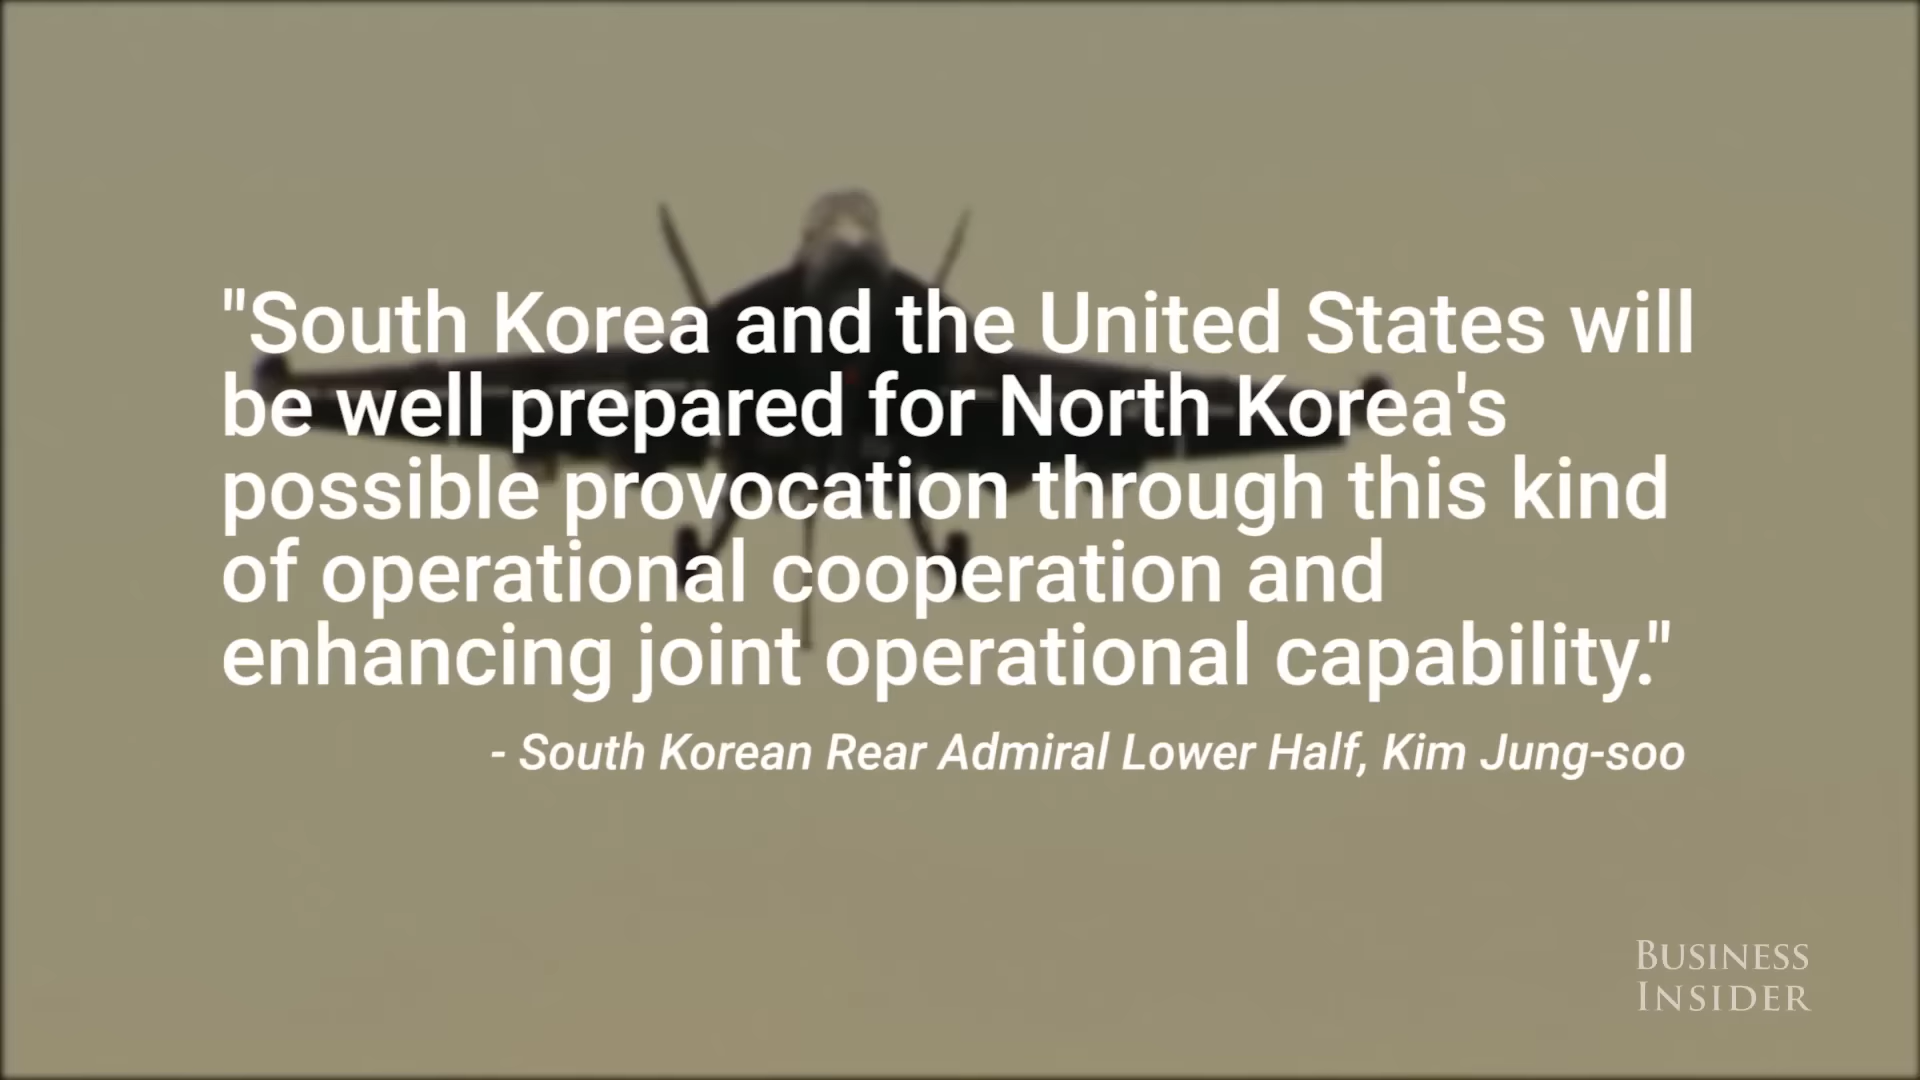 "South Korea and the United States will
be well prepared for North Korea's
possible provocation through this kind
of operational cooperation and
enhancing joint operational capability."
- South Korean Rear Admiral Lower Half, Kim Jung-soo
BUSINESS
INSIDER